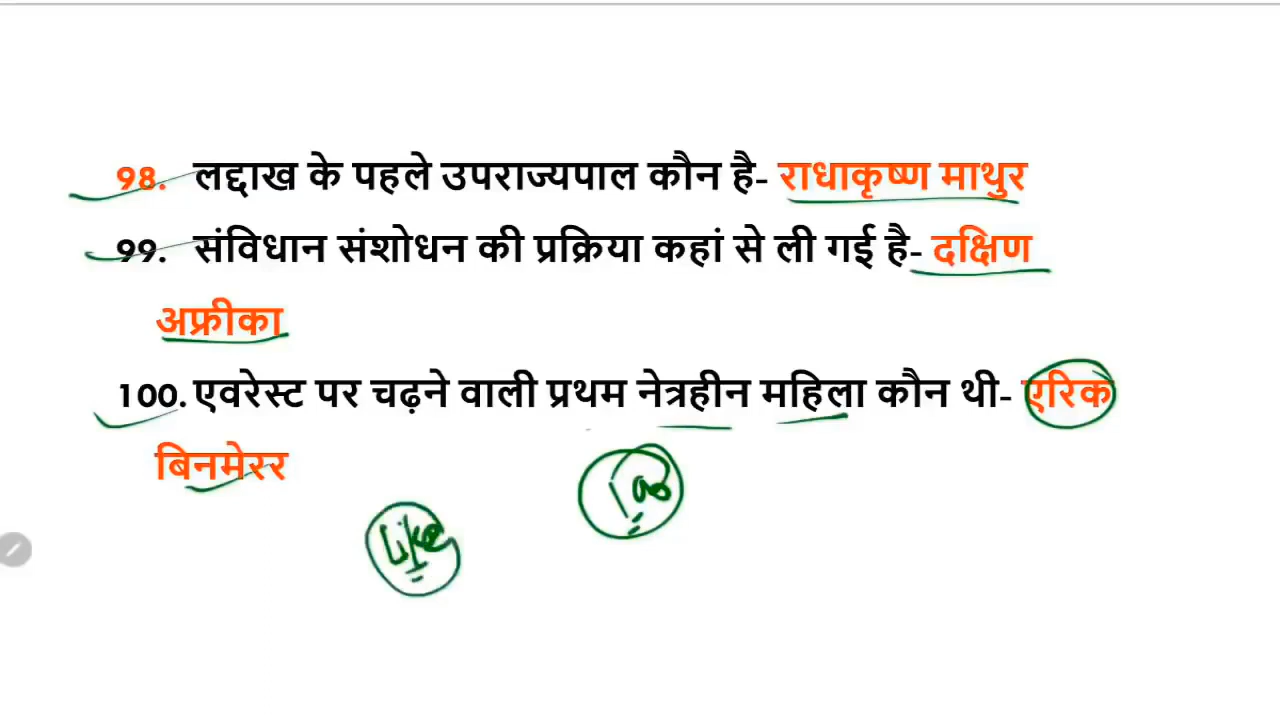 98. लद्दाख के पहले उपराज्यपाल कौन है- राधाकृष्ण माथुर
99. संविधान संशोधन की प्रक्रिया कहां से ली गई है- दक्षिण
अफ्रीका
100. एवरेस्ट पर चढ़ने वाली प्रथम नेत्रहीन महिला कौन थी- एरिक
बिनमेरर
Like